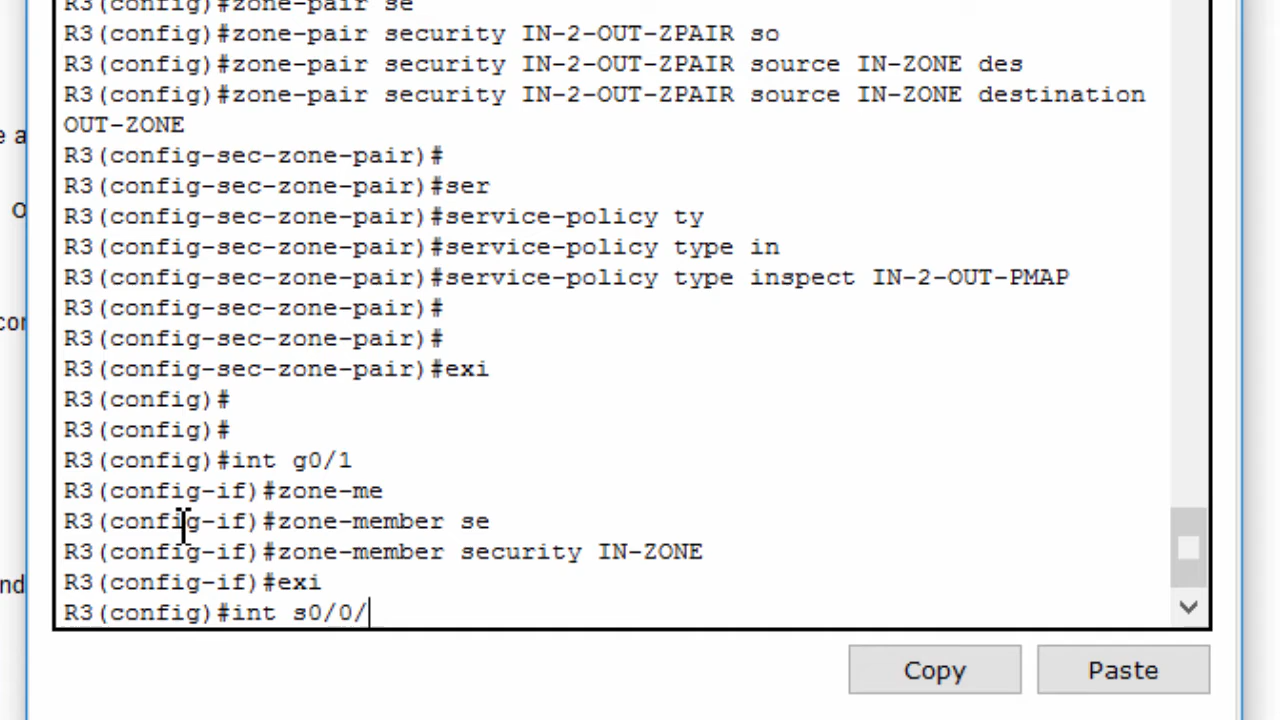 R3(config)#zone-pair se
R3(config)#zone-pair security IN-2-OUT-ZPAIR so
R3(config)#zone-pair security IN-2-OUT-ZPAIR source IN-ZONE des
R3(config)#zone-pair security IN-2-OUT-ZPAIR source IN-ZONE destination
OUT-ZONE
R3(config-sec-zone-pair)#
R3(config-sec-zone-pair)#ser
R3(config-sec-zone-pair)#service-policy ty
R3(config-sec-zone-pair)#service-policy type in
R3(config-sec-zone-pair)#service-policy type inspect IN-2-OUT-PMAP
R3(config-sec-zone-pair)#
R3(config-sec-zone-pair)#
R3(config-sec-zone-pair)#exi
R3(config)#
R3(config)#
R3(config)#int g0/1
R3(config-if)#zone-me
R3(config-if)#zone-member se
R3(config-if)#zone-member security IN-ZONE
R3(config-if)#exi
R3(config)#int s0/0/
Copy
Paste